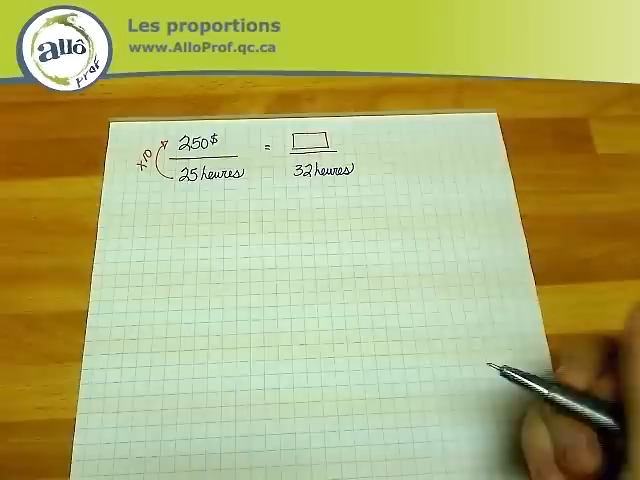 allô
prof
Les proportions
www.AlloProf.qc.ca
x10
250$ =
25 heures 32 heures